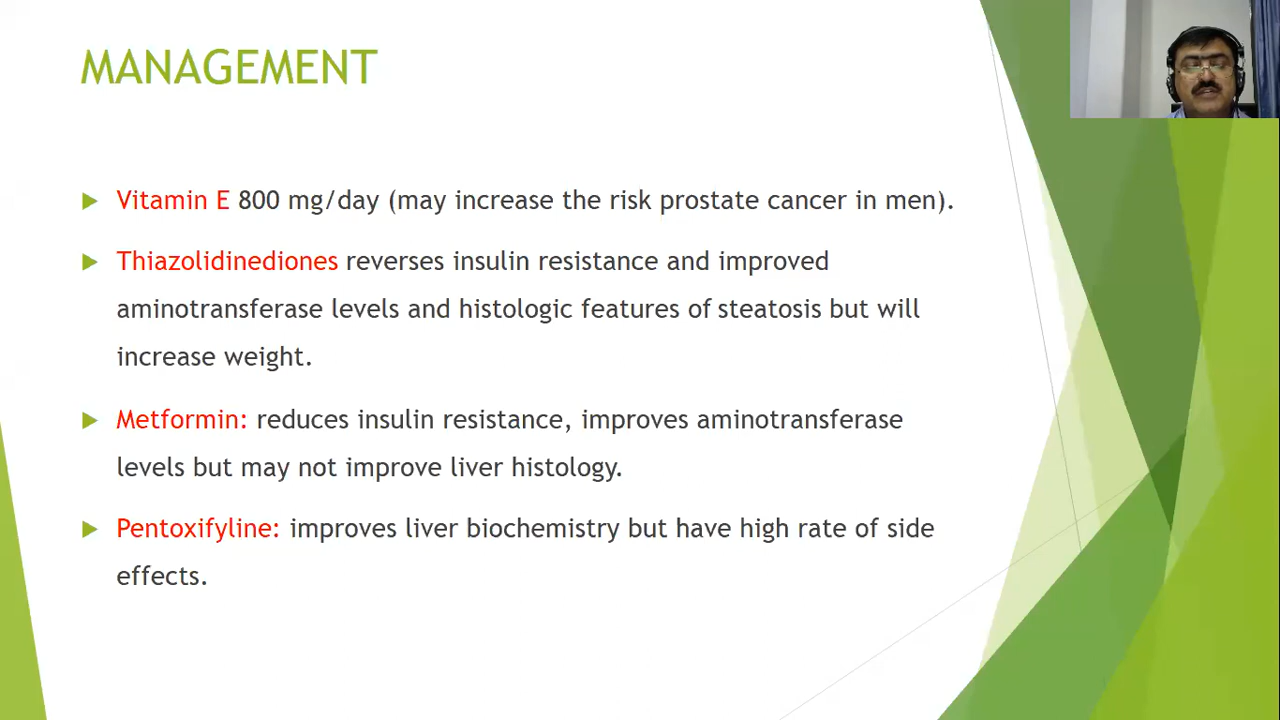 MANAGEMENT
Vitamin E 800 mg/day (may increase the risk prostate cancer in men).
Thiazolidinediones reverses insulin resistance and improved
aminotransferase levels and histologic features of steatosis but will
increase weight.
Metformin: reduces insulin resistance, improves aminotransferase
levels but may not improve liver histology.
Pentoxifyline: improves liver biochemistry but have high rate of side
effects.